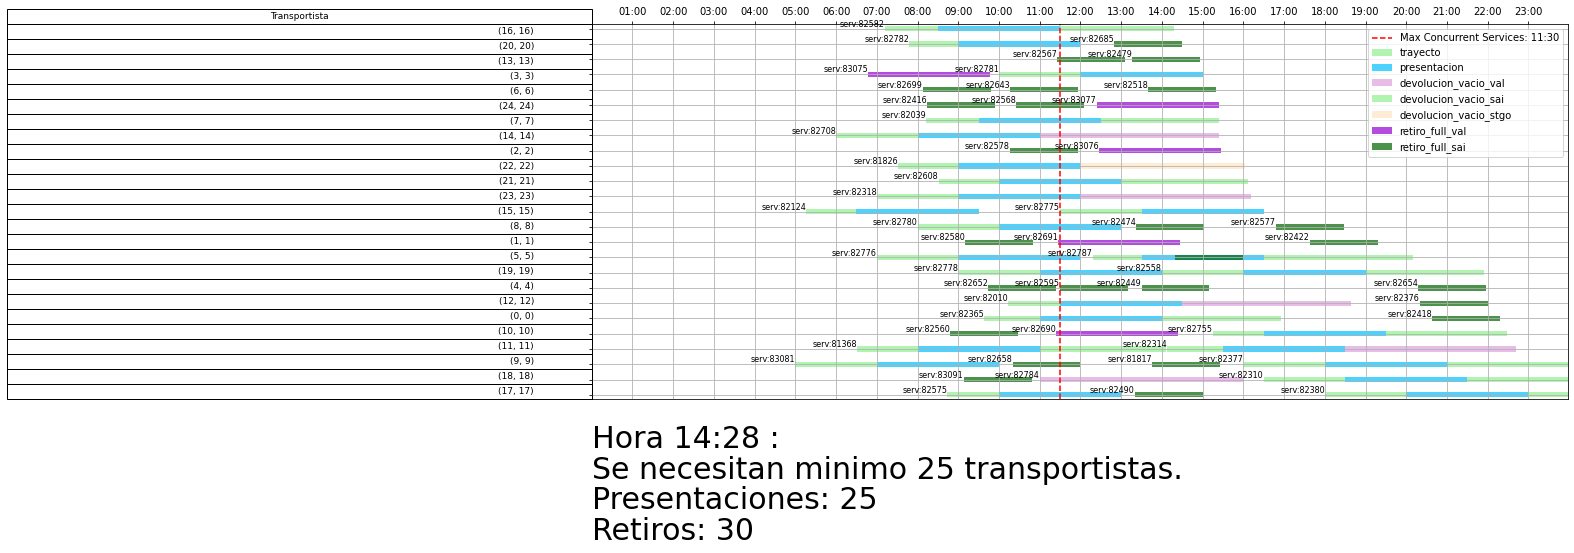 Transportista
01:00 02:00 03:00 04:00 05:00 06:00 07:00 08:00 09:00 10:00 11:00 12:00 13:00 14:00 15:00 16:00 17:00 18:00 19:00 20:00 21:00 22:00 23:00
(16, 16) serv:82582
(20, 20) serv:82782 serv:82685
(13, 13) serv:82567 serv:82479
(3, 3) serv:83075 serv:82781
(6, 6) serv:82699 serv:82643 serv:82518
(24, 24) serv:82416 serv:82568 serv:83077
(7, 7) serv:82039
(14, 14) serv:82708
(2, 2) serv:82578 serv:83076
(22, 22) serv:81826
(21, 21) serv:82608
(23, 23) serv:82318
(15, 15) serv:82124 serv:82775
(8, 8) serv:82780 serv:82474 serv:82577
(1, 1) serv:82580 serv:82691 serv:82422
(5, 5) serv:82776 serv:82787
(19, 19) serv:82778 serv:82558
(4, 4) serv:82652 serv:82595 serv:82449 serv:82654
(12, 12) serv:82010 serv:82376
(0, 0) serv:82365 serv:82418
(10, 10) serv:82560 serv:82690 serv:82755
(11, 11) serv:81368 serv:82314
(9, 9) serv:83081 serv:82658 serv:81817 serv:82377
(18, 18) serv:83091 serv:82784 serv:82310
(17, 17) serv:82575 serv:82490 serv:82380
Max Concurrent Services: 11:30
trayecto
presentacion
devolucion_vacio_val
devolucion_vacio_sai
devolucion_vacio_stgo
retiro_full_val
retiro_full_sai
Hora 14:28 :
Se necesitan minimo 25 transportistas.
Presentaciones: 25
Retiros: 30